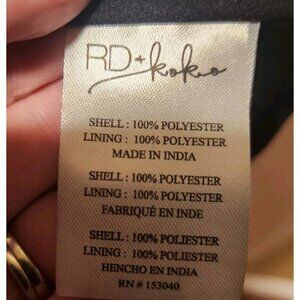 RD + koko
SHELL : 100% POLYESTER
LINING : 100% POLYESTER
MADE IN INDIA
SHELL : 100% POLYESTER
LINING : 100% POLYESTER
FABRIQUÉ EN INDE
SHELL : 100% POLIESTER
LINING : 100% POLIESTER
HENCHO EN INDIA
RN # 153040